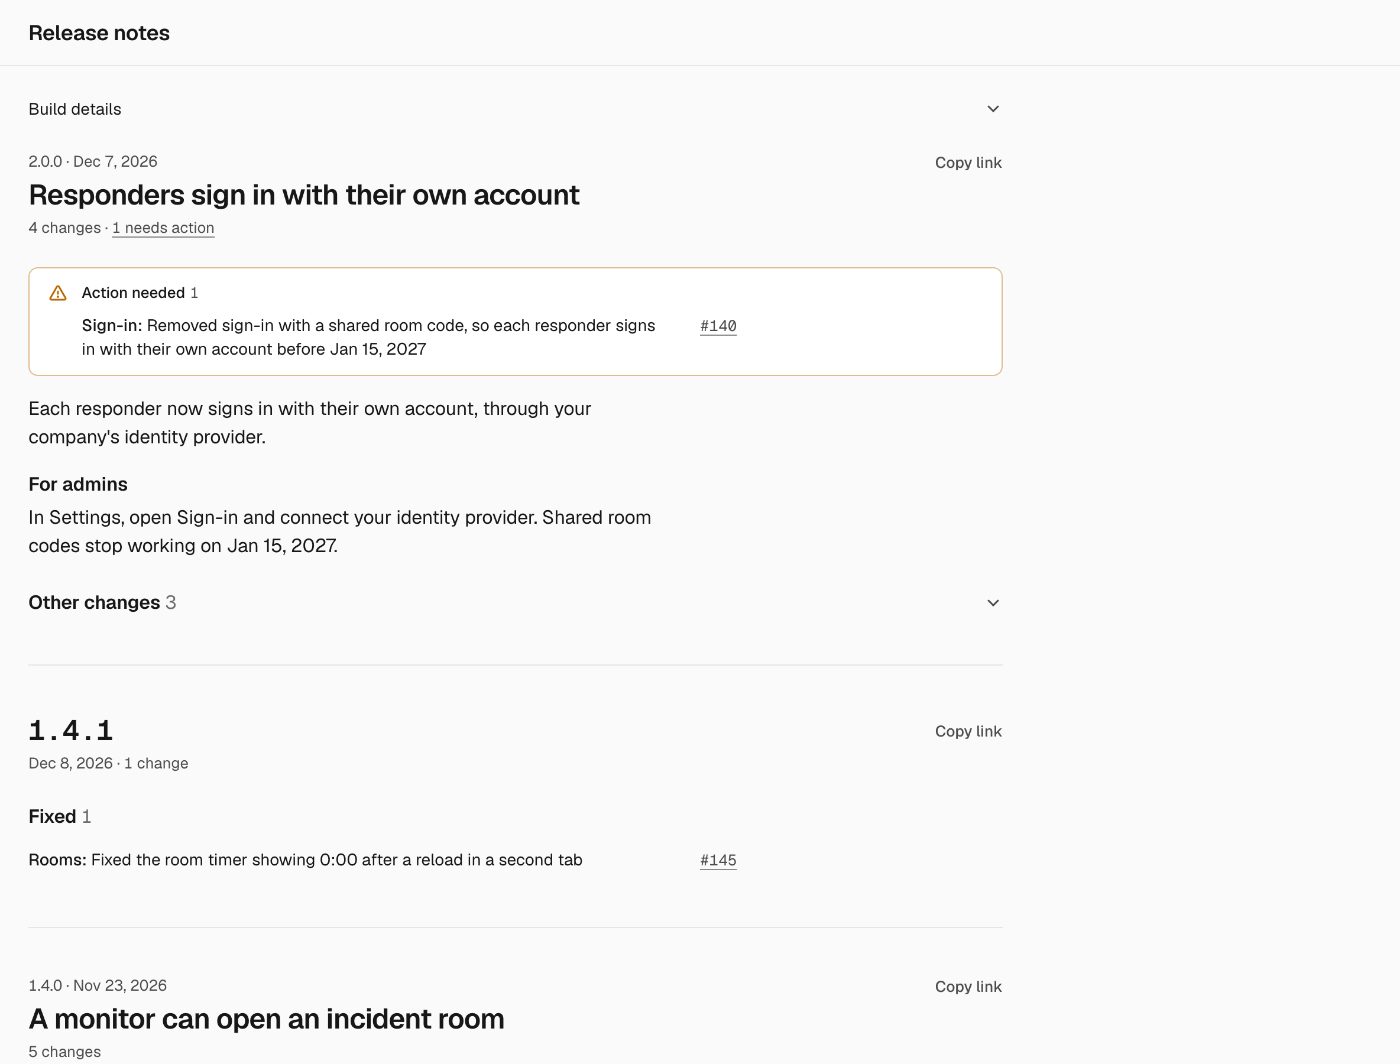 Release notes
Build details
2.0.0 · Dec 7, 2026
Copy link
Responders sign in with their own account
4 changes · 1 needs action
Action needed 1
Sign-in: Removed sign-in with a shared room code, so each responder signs
in with their own account before Jan 15, 2027
#140
Each responder now signs in with their own account, through your
company's identity provider.
For admins
In Settings, open Sign-in and connect your identity provider. Shared room
codes stop working on Jan 15, 2027.
Other changes 3
1.4.1
Copy link
Dec 8, 2026 · 1 change
Fixed 1
Rooms: Fixed the room timer showing 0:00 after a reload in a second tab
#145
1.4.0 · Nov 23, 2026
Copy link
A monitor can open an incident room
5 changes